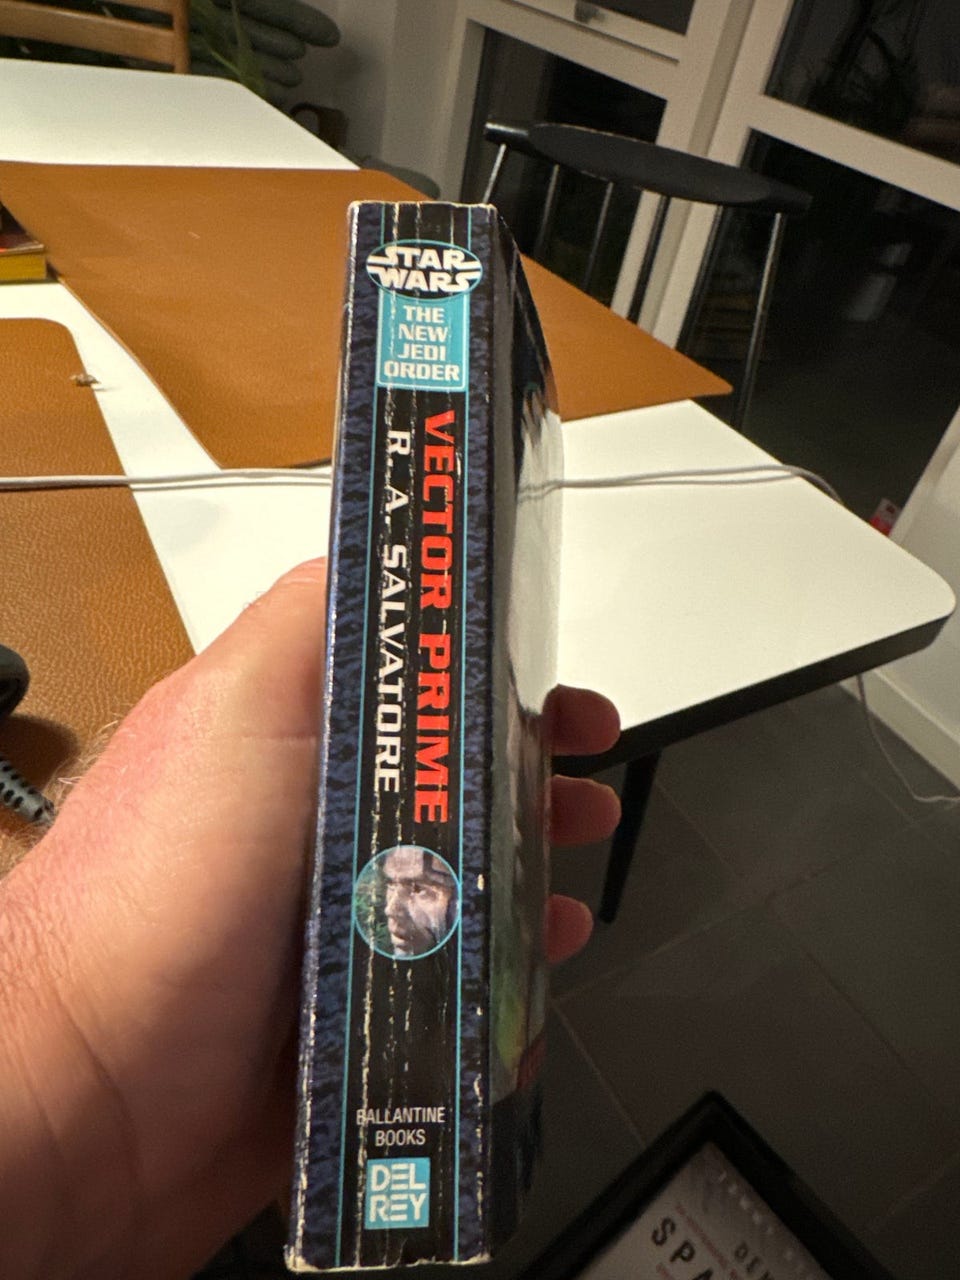 STAR
WARS
THE
NEW
JEDI
ORDER
VECTOR PRIME
R. A. SALVATORE
BALLANTINE
BOOKS
DEL
REY